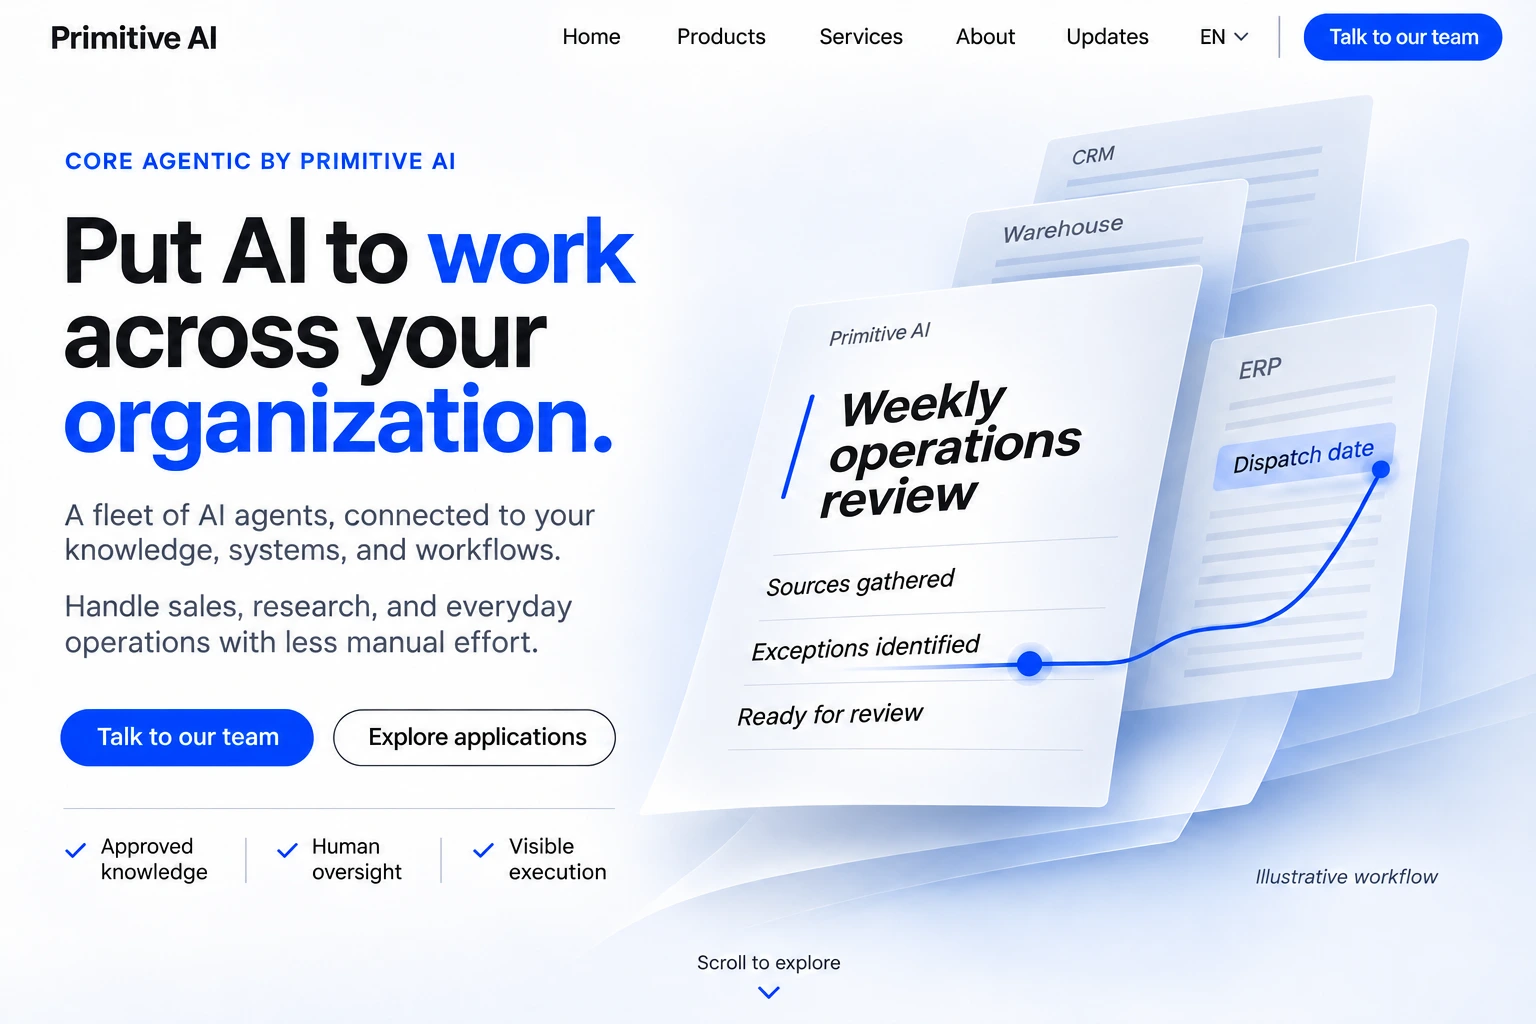 Primitive AI
Home
Products
Services
About
Updates
EN
Talk to our team
CORE AGENTIC BY PRIMITIVE AI
Put AI to work
across your
organization.
A fleet of AI agents, connected to your
knowledge, systems, and workflows.
Handle sales, research, and everyday
operations with less manual effort.
Talk to our team
Explore applications
Approved
knowledge
Human
oversight
Visible
execution
CRM
Warehouse
Primitive AI
Weekly
operations
review
Sources gathered
Exceptions identified
Ready for review
ERP
Dispatch date
Illustrative workflow
Scroll to explore